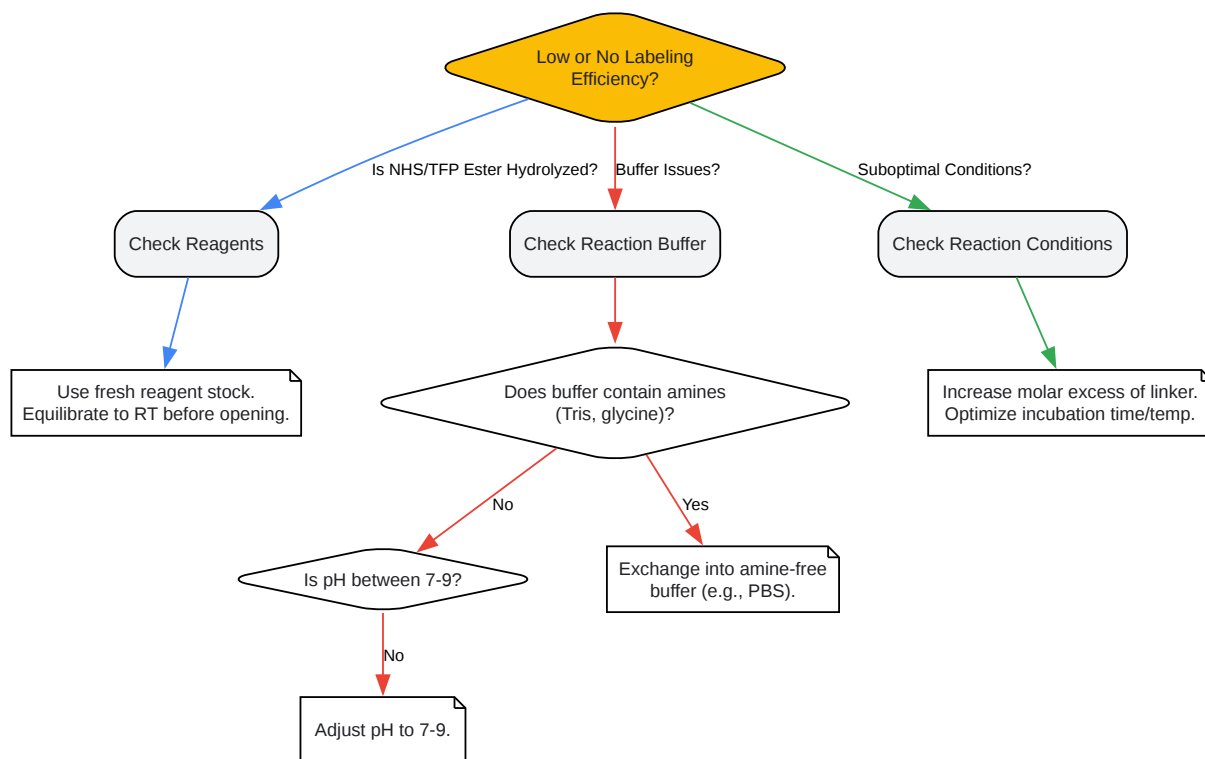 Low or No Labeling
Efficiency?
Is NHS/TFP Ester Hydrolyzed?
Buffer Issues?
Suboptimal Conditions?
Check Reagents
Check Reaction Buffer
Check Reaction Conditions
Use fresh reagent stock.
Equilibrate to RT before opening.
Does buffer contain amines
(Tris, glycine)?
Increase molar excess of linker.
Optimize incubation time/temp.
No
Yes
Is pH between 7-9?
Exchange into amine-free
buffer (e.g., PBS).
No
Adjust pH to 7-9.